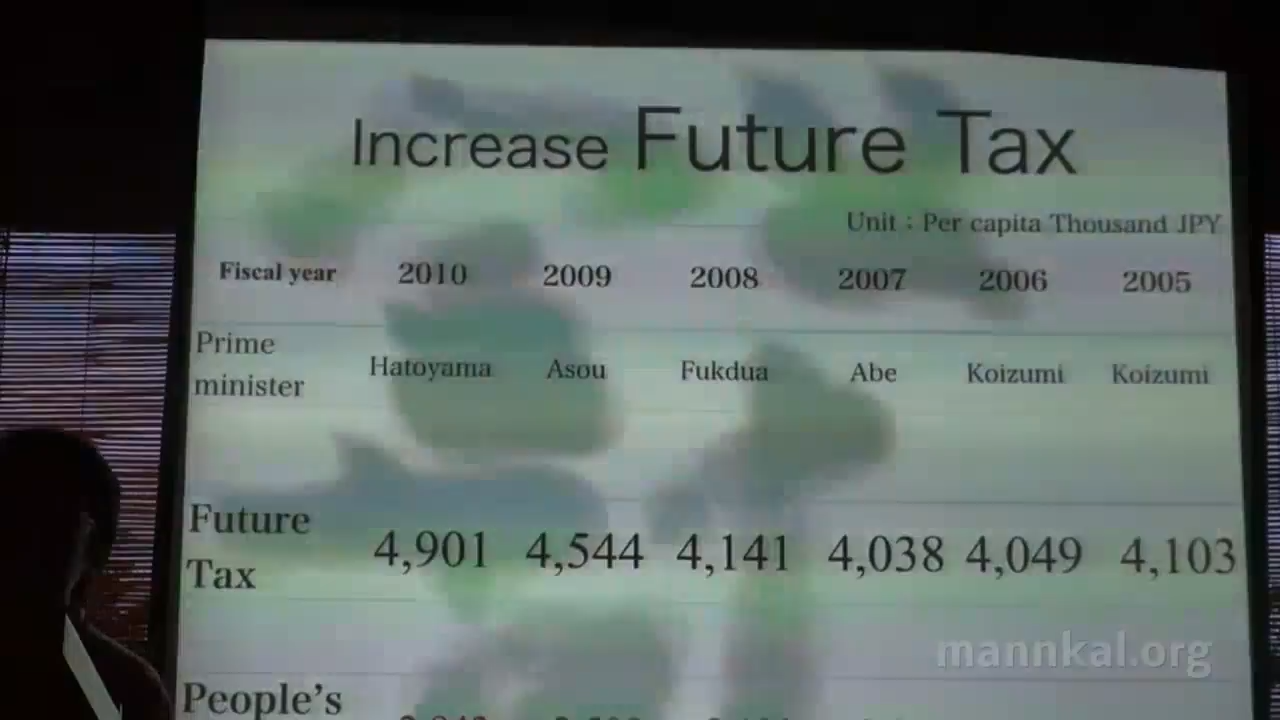 Increase Future Tax
Unit : Per capita Thousand JPY
Fiscal year 2010 2009 2008 2007 2006 2005
Prime minister Hatoyama Asou Fukdua Abe Koizumi Koizumi
Future Tax 4,901 4,544 4,141 4,038 4,049 4,103
mannkal.org
People's